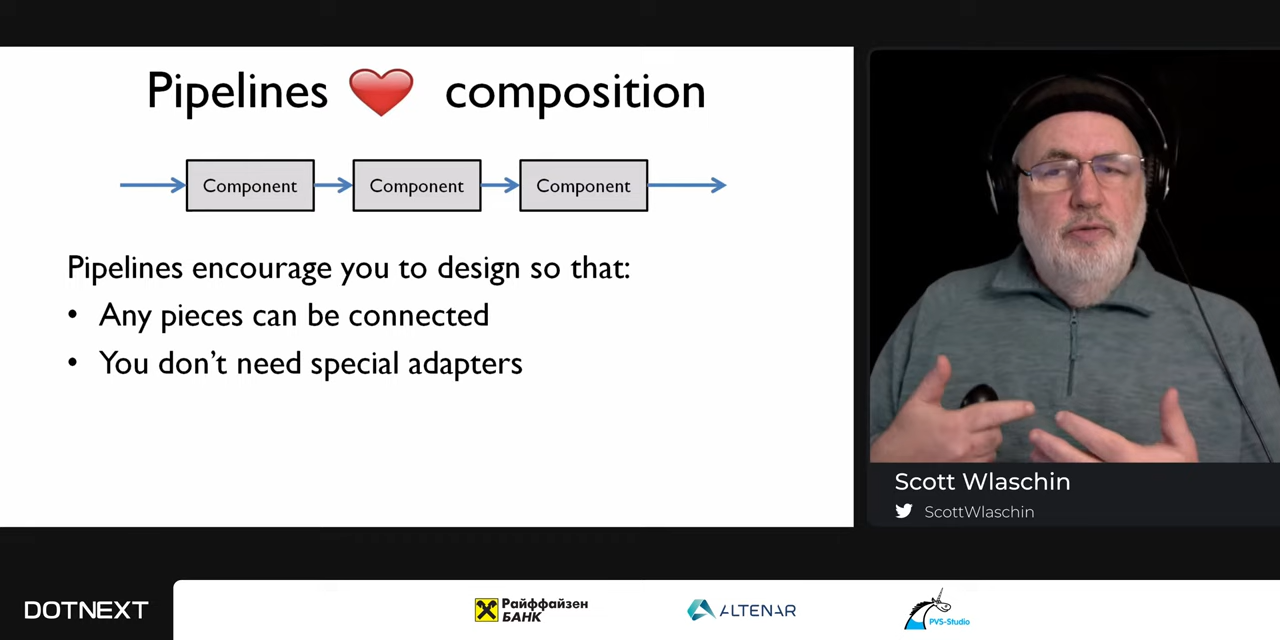 Pipelines ❤️ composition
Component
Component
Component
Pipelines encourage you to design so that:
• Any pieces can be connected
• You don’t need special adapters
Scott Wlaschin
ScottWlaschin
DOTNEXT
Райффайзен
БАНК
ALTENAR
PVS-Studio